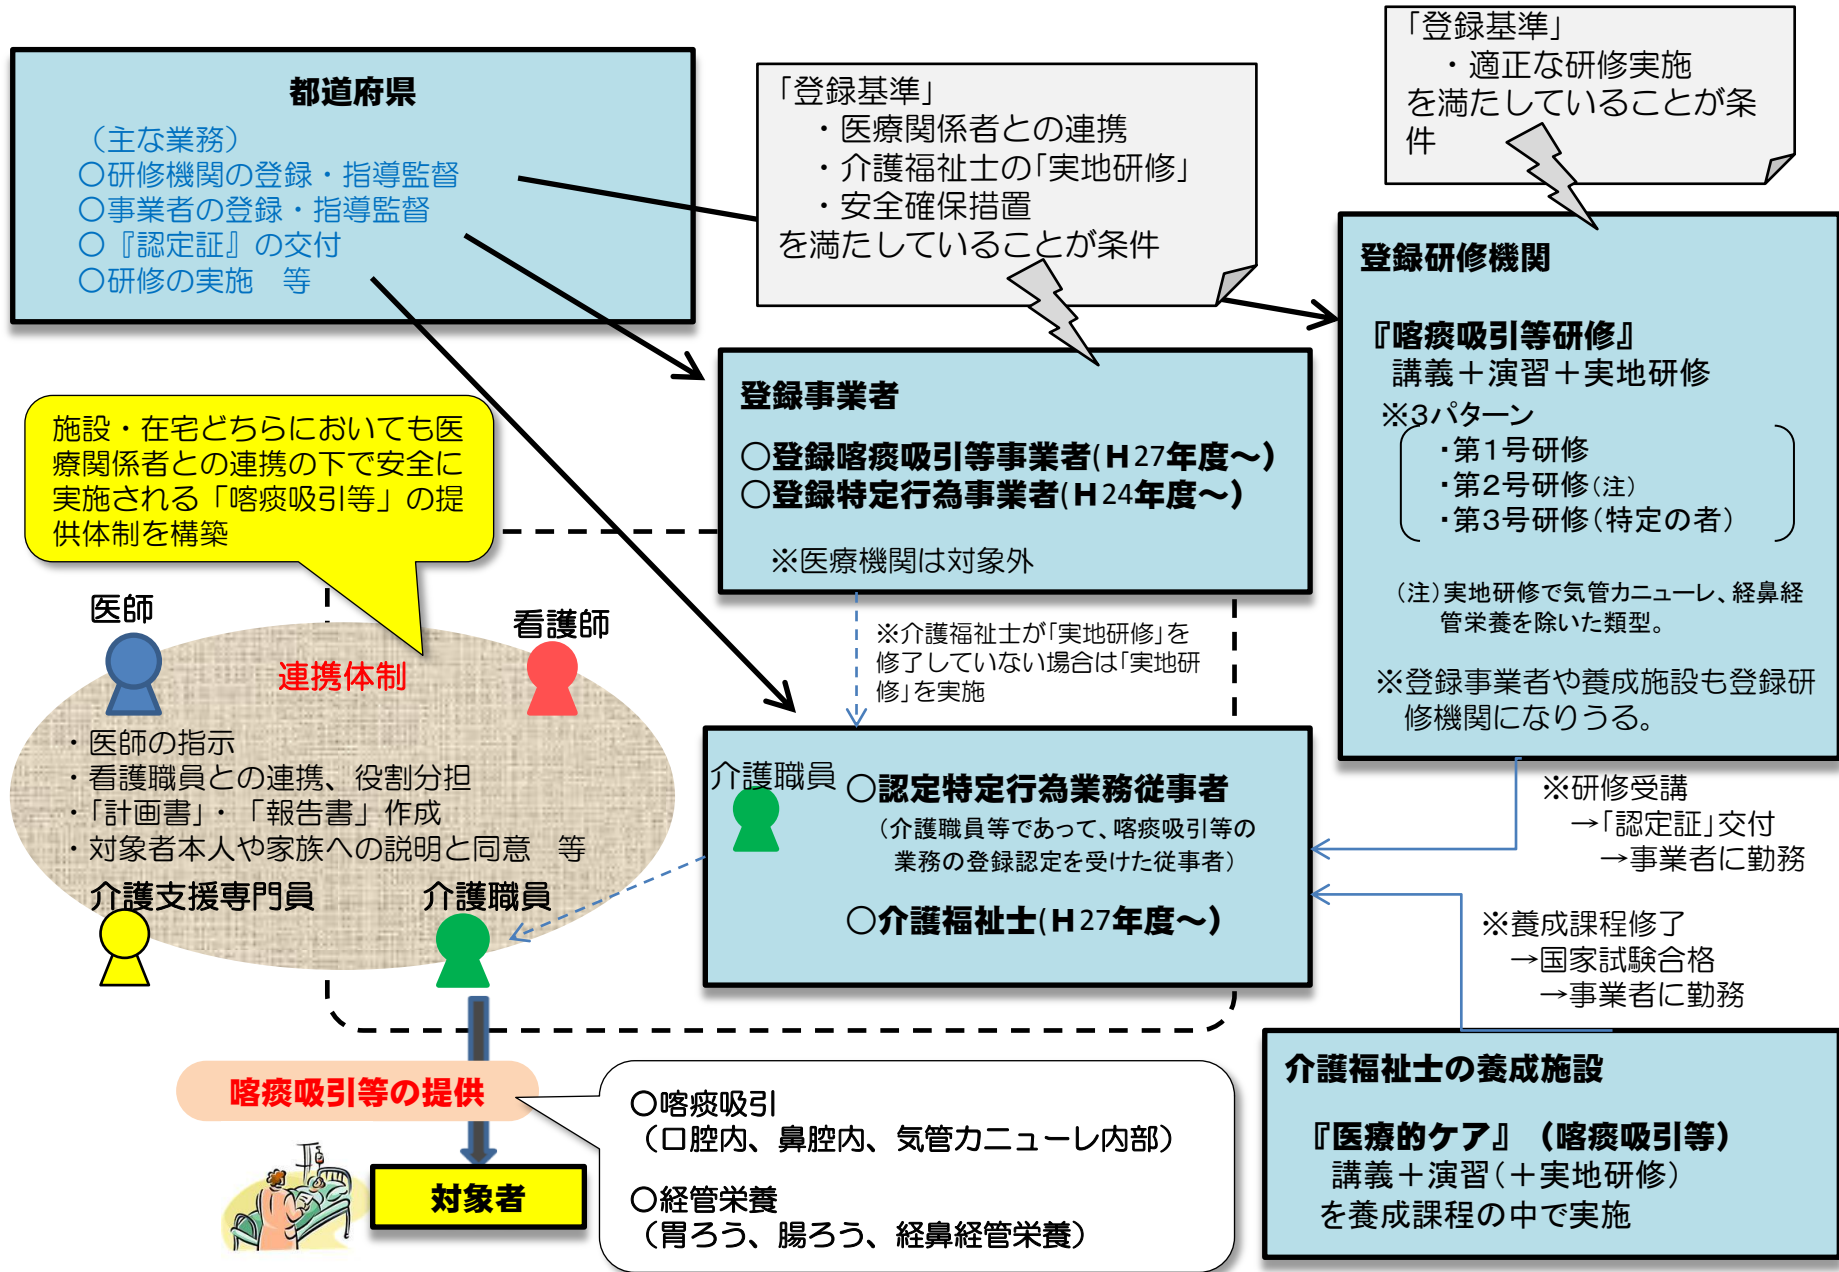 都道府県
（主な業務）
○研修機関の登録・指導監督
○事業者の登録・指導監督
○『認定証』の交付
○研修の実施　等
「登録基準」
・医療関係者との連携
・介護福祉士の「実地研修」
・安全確保措置
を満たしていることが条件
「登録基準」
・適正な研修実施
を満たしていることが条
件
登録研修機関
『喀痰吸引等研修』
講義＋演習＋実地研修
※３パターン
・第１号研修
・第２号研修（注）
・第３号研修（特定の者）
（注）実地研修で気管カニューレ、経鼻経
管栄養を除いた類型。
※登録事業者や養成施設も登録研
修機関になりうる。
登録事業者
○登録喀痰吸引等事業者(Ｈ27年度～)
○登録特定行為事業者(Ｈ24年度～)
※医療機関は対象外
施設・在宅どちらにおいても医
療関係者との連携の下で安全に
実施される「喀痰吸引等」の提
供体制を構築
医師
看護師
連携体制
・医師の指示
・看護職員との連携、役割分担
・「計画書」・「報告書」作成
・対象者本人や家族への説明と同意　等
介護支援専門員
介護職員
※介護福祉士が「実地研修」を
修了していない場合は「実地研
修」を実施
介護職員
○認定特定行為業務従事者
（介護職員等であって、喀痰吸引等の
業務の登録認定を受けた従事者）
○介護福祉士(Ｈ27年度～)
※研修受講
→「認定証」交付
→事業者に勤務
※養成課程修了
→国家試験合格
→事業者に勤務
喀痰吸引等の提供
対象者
○喀痰吸引
（口腔内、鼻腔内、気管カニューレ内部）
○経管栄養
（胃ろう、腸ろう、経鼻経管栄養）
介護福祉士の養成施設
『医療的ケア』（喀痰吸引等）
講義＋演習（＋実地研修）
を養成課程の中で実施